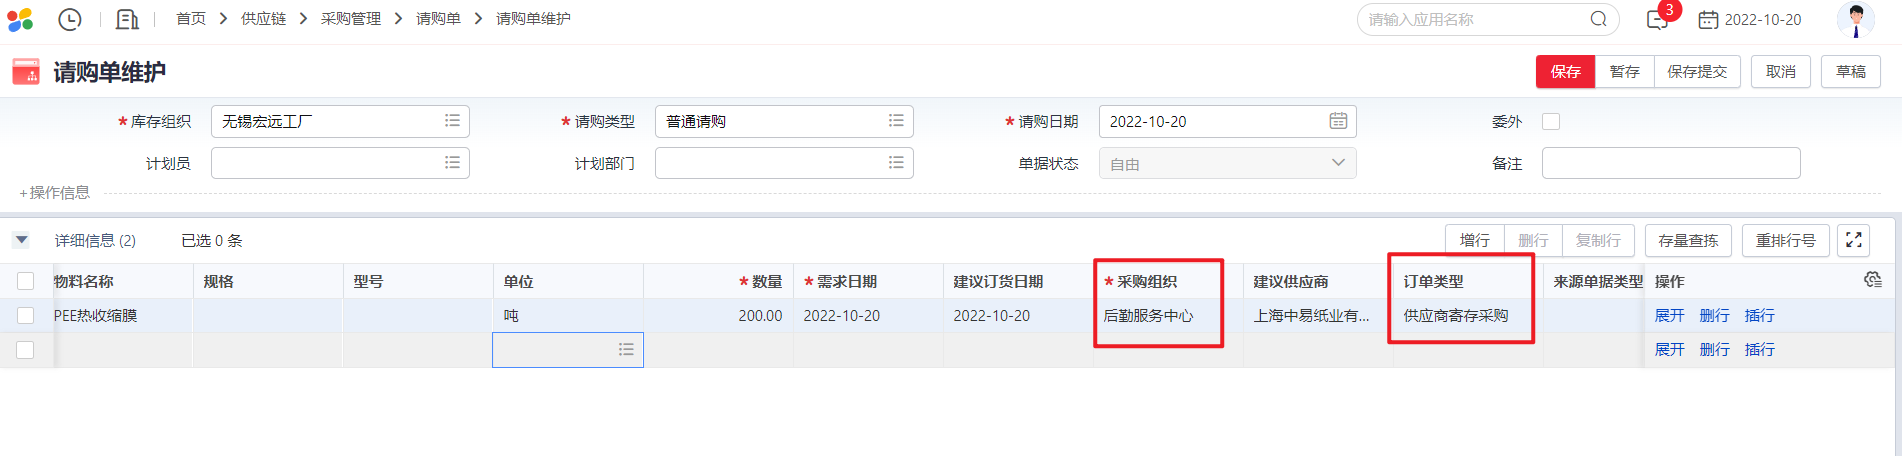 首页 供应链 采购管理 请购单 请购单维护 请输入应用名称 3 2022-10-20
请购单维护 保存 暂存 保存提交 取消 草稿
*库存组织 无锡宏远工厂 *请购类型 普通请购 *请购日期 2022-10-20 委外
计划员 计划部门 单据状态 自由 备注
+操作信息
详细信息 (2) 已选 0 条 增行 删行 复制行 存量查拣 重排行号
物料名称 规格 型号 单位 *数量 *需求日期 建议订货日期 *采购组织 建议供应商 订单类型 来源单据类型 操作
PEE热收缩膜 吨 200.00 2022-10-20 2022-10-20 后勤服务中心 上海中易纸业有... 供应商寄存采购 展开 删行 插行
展开 删行 插行